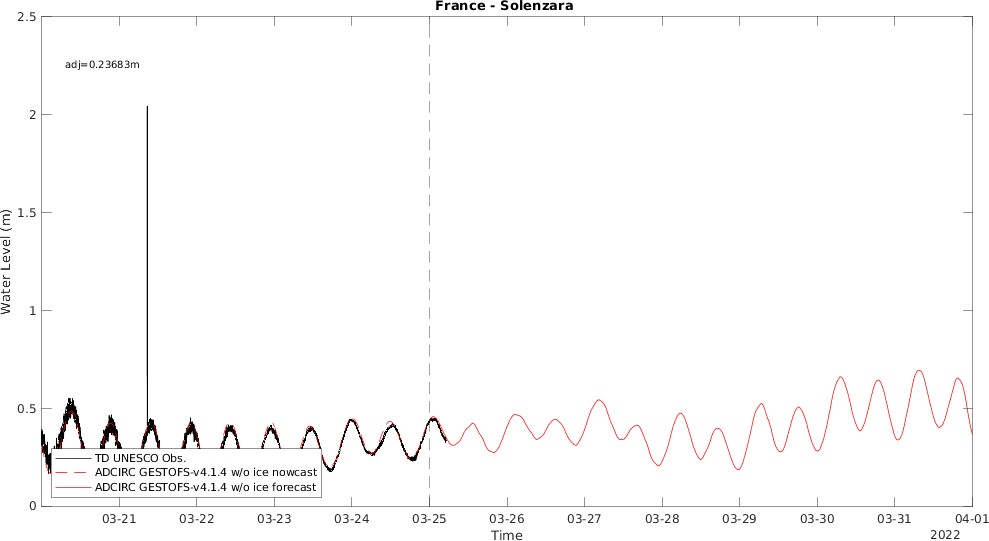 France - Solenzara
2.5
adj=0.23683m
2
1.5
Water Level (m)
1
0.5
TD UNESCO Obs.
ADCIRC GESTOFS-v4.1.4 w/o ice nowcast
ADCIRC GESTOFS-v4.1.4 w/o ice forecast
0
03-21 03-22 03-23 03-24 03-25 03-26 03-27 03-28 03-29 03-30 03-31 04-01
Time
2022